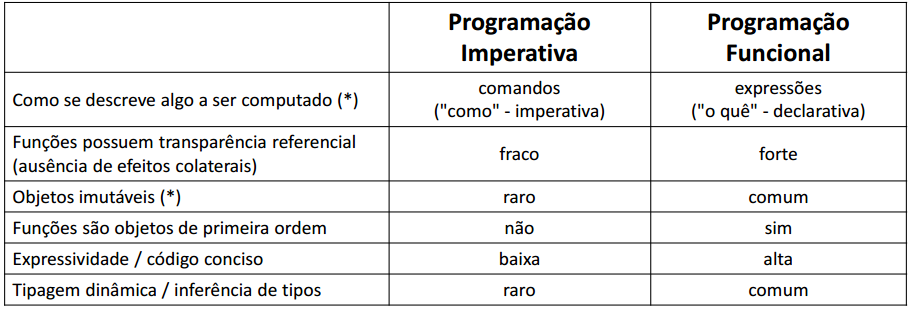 Programação Imperativa
Programação Funcional
Como se descreve algo a ser computado (*)
comandos
("como" - imperativa)
expressões
("o quê" - declarativa)
Funções possuem transparência referencial
(ausência de efeitos colaterais)
fraco
forte
Objetos imutáveis (*)
raro
comum
Funções são objetos de primeira ordem
não
sim
Expressividade / código conciso
baixa
alta
Tipagem dinâmica / inferência de tipos
raro
comum